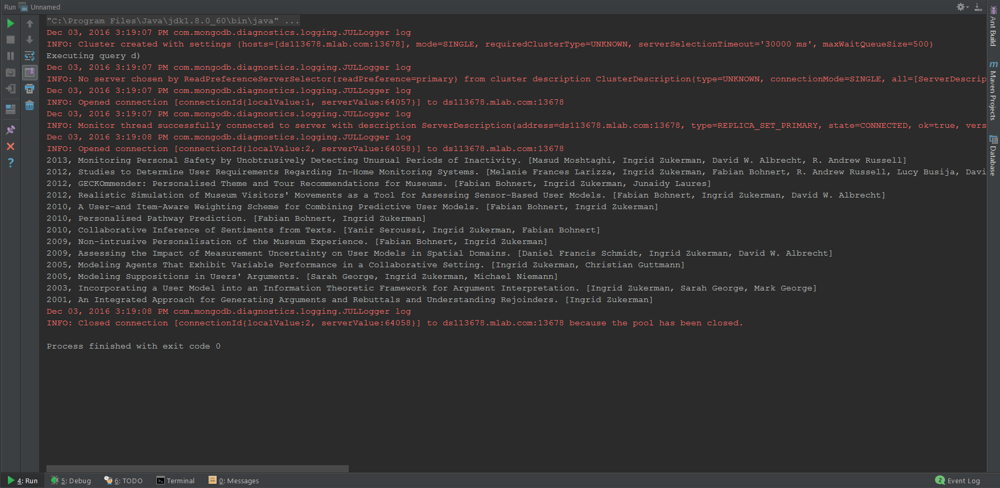 Run Unnamed
"C:\Program Files\Java\jdk1.8.0_60\bin\java" ...
Dec 03, 2016 3:19:07 PM com.mongodb.diagnostics.logging.JULLogger log
INFO: Cluster created with settings {hosts=[ds113678.mlab.com:13678], mode=SINGLE, requiredClusterType=UNKNOWN, serverSelectionTimeout='30000 ms', maxWaitQueueSize=500}
Executing query d)
Dec 03, 2016 3:19:07 PM com.mongodb.diagnostics.logging.JULLogger log
INFO: No server chosen by ReadPreferenceServerSelector{readPreference=primary} from cluster description ClusterDescription{type=UNKNOWN, connectionMode=SINGLE, all=[ServerDescrip
Dec 03, 2016 3:19:07 PM com.mongodb.diagnostics.logging.JULLogger log
INFO: Opened connection [connectionId{localValue:1, serverValue:64057}] to ds113678.mlab.com:13678
Dec 03, 2016 3:19:07 PM com.mongodb.diagnostics.logging.JULLogger log
INFO: Monitor thread successfully connected to server with description ServerDescription{address=ds113678.mlab.com:13678, type=REPLICA_SET_PRIMARY, state=CONNECTED, ok=true, vers
Dec 03, 2016 3:19:08 PM com.mongodb.diagnostics.logging.JULLogger log
INFO: Opened connection [connectionId{localValue:2, serverValue:64058}] to ds113678.mlab.com:13678
2013, Monitoring Personal Safety by Unobtrusively Detecting Unusual Periods of Inactivity. [Masud Moshtaghi, Ingrid Zukerman, David W. Albrecht, R. Andrew Russell]
2012, Studies to Determine User Requirements Regarding In-Home Monitoring Systems. [Melanie Frances Larizza, Ingrid Zukerman, Fabian Bohnert, R. Andrew Russell, Lucy Busija, Davi
2012, GECKOmmender: Personalised Theme and Tour Recommendations for Museums. [Fabian Bohnert, Ingrid Zukerman, Junaidy Laures]
2012, Realistic Simulation of Museum Visitors' Movements as a Tool for Assessing Sensor-Based User Models. [Fabian Bohnert, Ingrid Zukerman, David W. Albrecht]
2010, A User-and Item-Aware Weighting Scheme for Combining Predictive User Models. [Fabian Bohnert, Ingrid Zukerman]
2010, Personalised Pathway Prediction. [Fabian Bohnert, Ingrid Zukerman]
2010, Collaborative Inference of Sentiments from Texts. [Yanir Seroussi, Ingrid Zukerman, Fabian Bohnert]
2009, Non-intrusive Personalisation of the Museum Experience. [Fabian Bohnert, Ingrid Zukerman]
2009, Assessing the Impact of Measurement Uncertainty on User Models in Spatial Domains. [Daniel Francis Schmidt, Ingrid Zukerman, David W. Albrecht]
2005, Modeling Agents That Exhibit Variable Performance in a Collaborative Setting. [Ingrid Zukerman, Christian Guttmann]
2005, Modeling Suppositions in Users' Arguments. [Sarah George, Ingrid Zukerman, Michael Niemann]
2003, Incorporating a User Model into an Information Theoretic Framework for Argument Interpretation. [Ingrid Zukerman, Sarah George, Mark George]
2001, An Integrated Approach for Generating Arguments and Rebuttals and Understanding Rejoinders. [Ingrid Zukerman]
Dec 03, 2016 3:19:08 PM com.mongodb.diagnostics.logging.JULLogger log
INFO: Closed connection [connectionId{localValue:2, serverValue:64058}] to ds113678.mlab.com:13678 because the pool has been closed.
Process finished with exit code 0
Ant Build
Maven Projects
Database
4: Run 5: Debug 6: TODO Terminal 0: Messages 2 Event Log